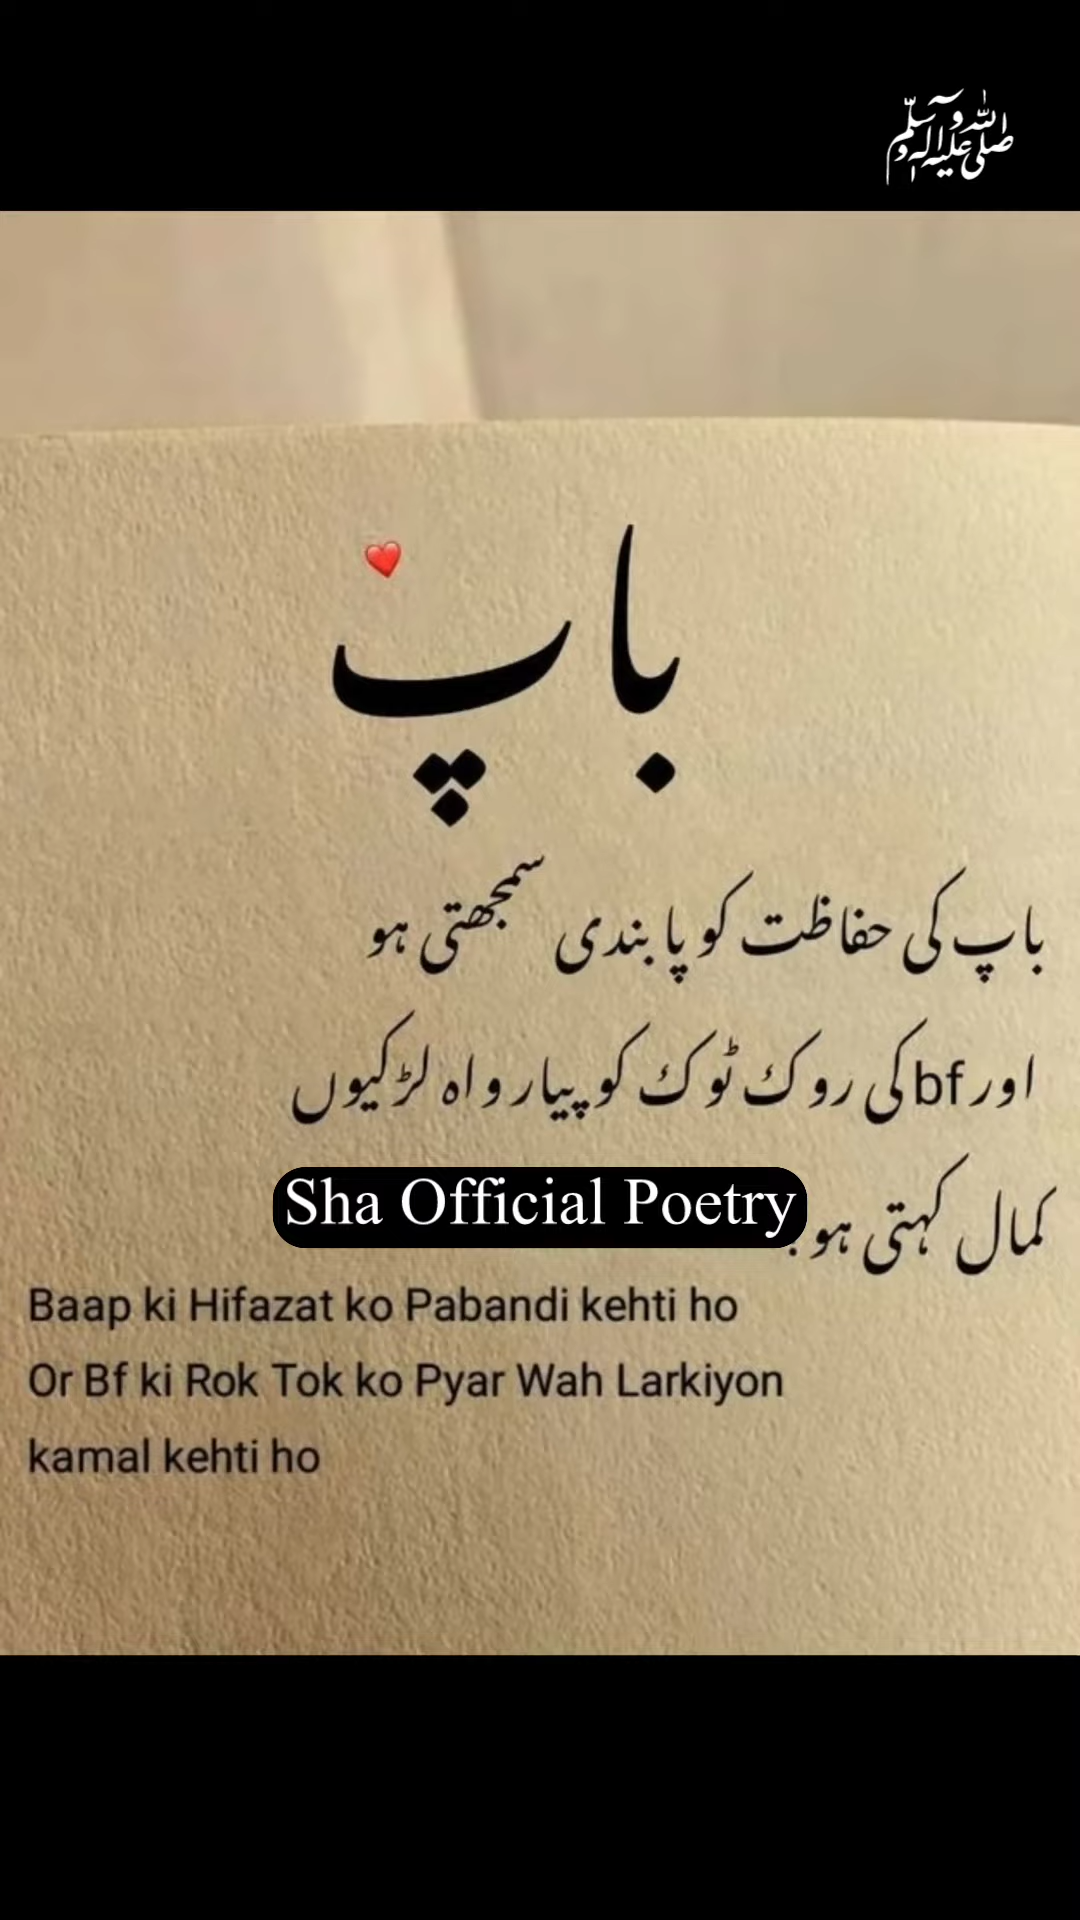 صلی اللہ علیہ وآلہ وسلم
باپ
باپ کی حفاظت کو پابندی سمجھتی ہو
اور bf کی روک ٹوک کو پیار واہ لڑکیوں
کمال کہتی ہو.
Sha Official Poetry
Baap ki Hifazat ko Pabandi kehti ho
Or Bf ki Rok Tok ko Pyar Wah Larkiyon
kamal kehti ho